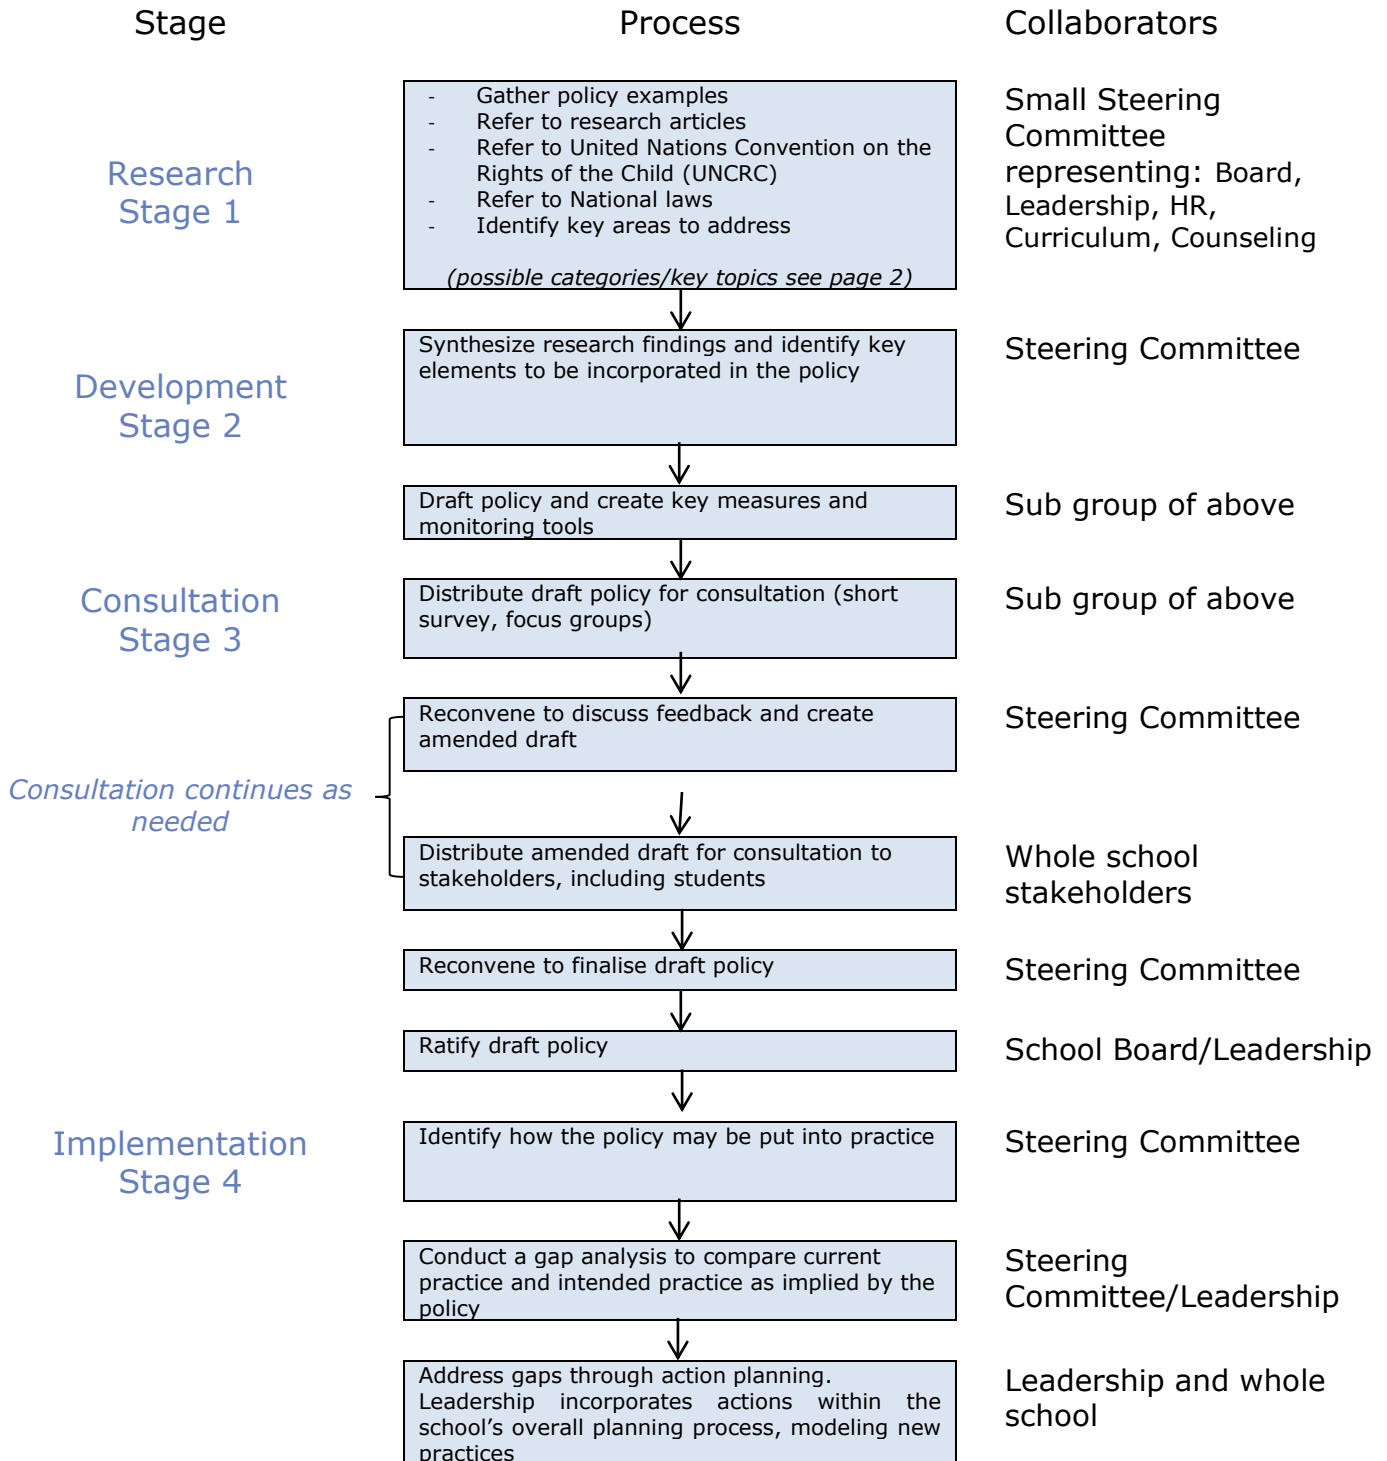 Stage
Process
Collaborators
Research
Stage 1
- Gather policy examples
- Refer to research articles
- Refer to United Nations Convention on the
Rights of the Child (UNCRC)
- Refer to National laws
- Identify key areas to address
(possible categories/key topics see page 2)
Small Steering
Committee
representing: Board,
Leadership, HR,
Curriculum, Counseling
Development
Stage 2
Synthesize research findings and identify key
elements to be incorporated in the policy
Steering Committee
Draft policy and create key measures and
monitoring tools
Sub group of above
Consultation
Stage 3
Distribute draft policy for consultation (short
survey, focus groups)
Sub group of above
Reconvene to discuss feedback and create
amended draft
Steering Committee
Consultation continues as
needed
Distribute amended draft for consultation to
stakeholders, including students
Whole school
stakeholders
Reconvene to finalise draft policy
Steering Committee
Ratify draft policy
School Board/Leadership
Implementation
Stage 4
Identify how the policy may be put into practice
Steering Committee
Conduct a gap analysis to compare current
practice and intended practice as implied by the
policy
Steering
Committee/Leadership
Address gaps through action planning.
Leadership incorporates actions within the
school's overall planning process, modeling new
practices
Leadership and whole
school